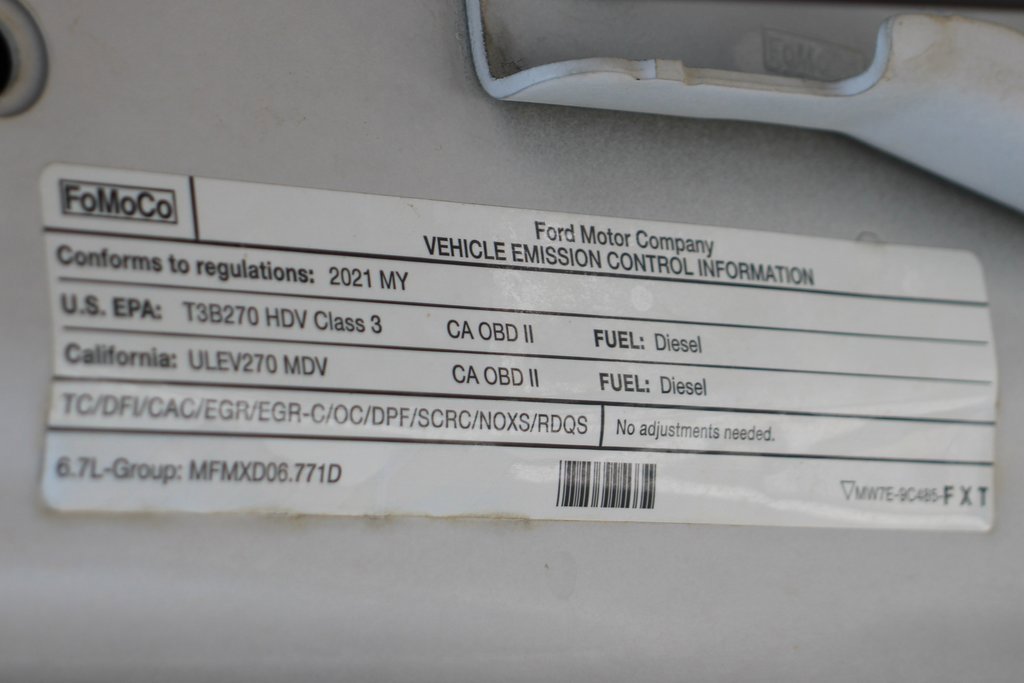 FoMoCo
FoMoCo
Ford Motor Company
VEHICLE EMISSION CONTROL INFORMATION
Conforms to regulations: 2021 MY
U.S. EPA: T3B270 HDV Class 3 CA OBD II FUEL: Diesel
California: ULEV270 MDV CA OBD II FUEL: Diesel
TC/DFI/CAC/EGR/EGR-C/OC/DPF/SCRC/NOXS/RDQS No adjustments needed.
6.7L-Group: MFMXD06.771D
▽MW7E-9C485-FXT